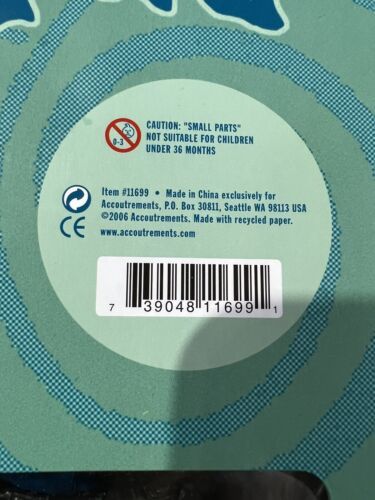 0-3
CAUTION: "SMALL PARTS"
NOT SUITABLE FOR CHILDREN
UNDER 36 MONTHS
Item #11699 • Made in China exclusively for
Accoutrements, P.O. Box 30811, Seattle WA 98113 USA
©2006 Accoutrements. Made with recycled paper.
CE
www.accoutrements.com
7 39048 11699 1